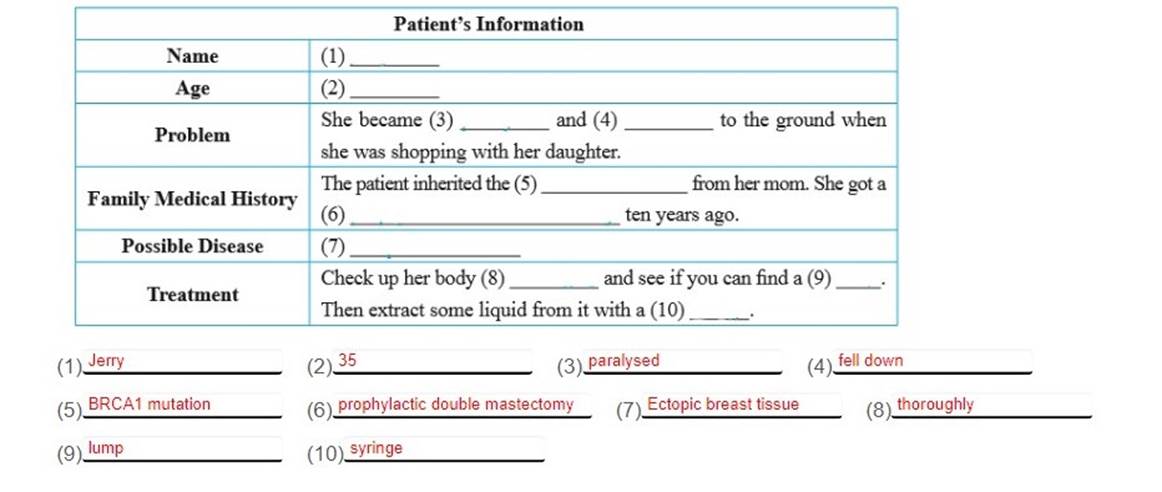 Patient's Information
Name (1) ________
Age (2) ________
Problem She became (3) ________ and (4) ________ to the ground when
she was shopping with her daughter.
Family Medical History The patient inherited the (5) ____________ from her mom. She got a
(6) ________________________ ten years ago.
Possible Disease (7) ________________
Treatment Check up her body (8) ________ and see if you can find a (9) ____.
Then extract some liquid from it with a (10) ______.
(1) Jerry (2) 35 (3) paralysed (4) fell down
(5) BRCA1 mutation (6) prophylactic double mastectomy (7) Ectopic breast tissue (8) thoroughly
(9) lump (10) syringe